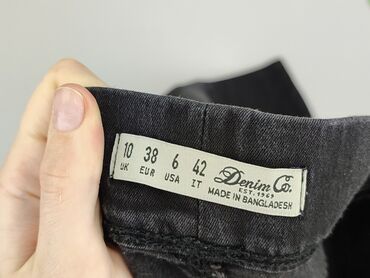 10 38 6 42
UK EUR USA IT
Denim Co.
EST. 1969
MADE IN BANGLADESH